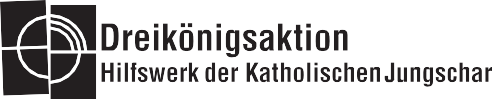 Dreikönigsaktion
Hilfswerk der Katholischen Jungschar